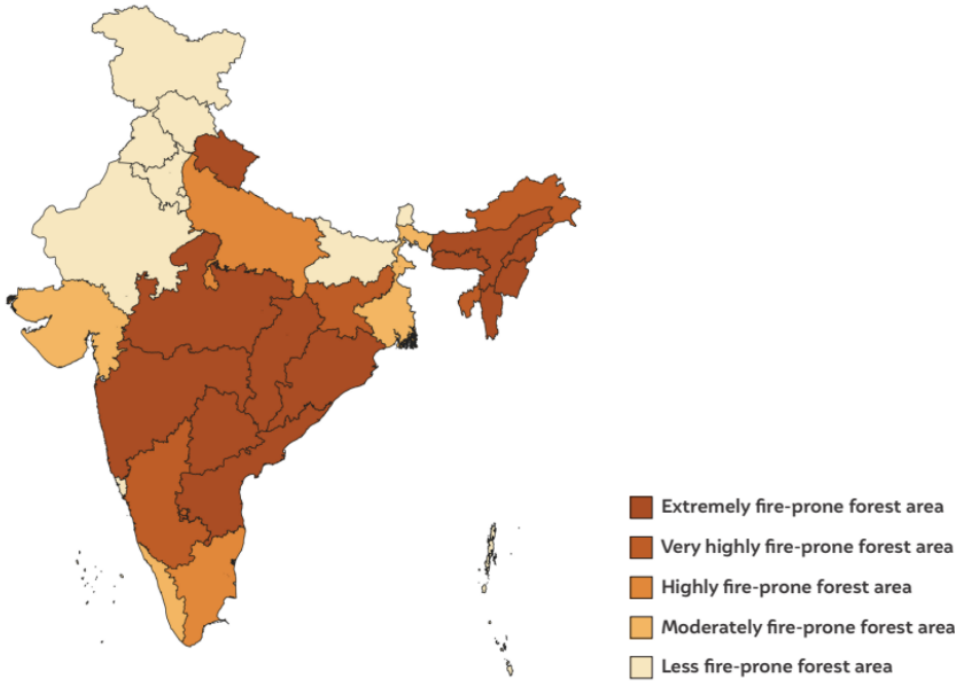 Extremely fire-prone forest area
Very highly fire-prone forest area
Highly fire-prone forest area
Moderately fire-prone forest area
Less fire-prone forest area